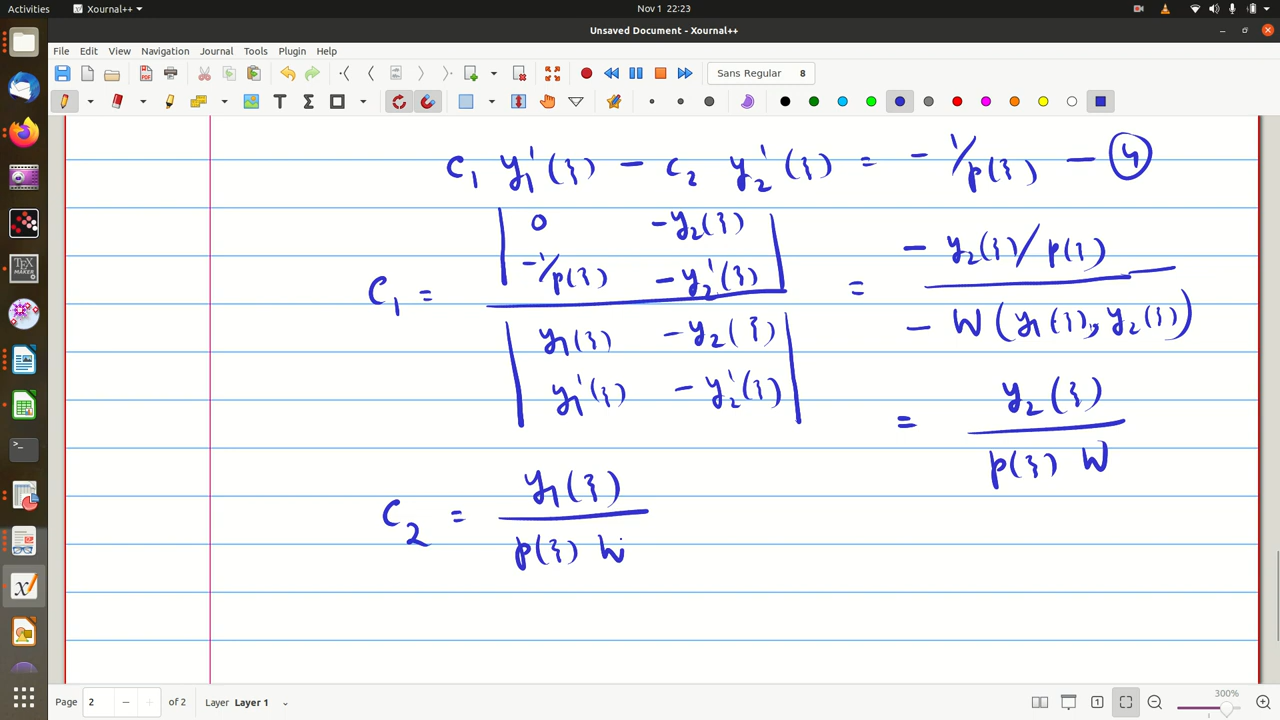 Activities Xournal++ Nov 1 22:23
Unsaved Document - Xournal++
File Edit View Navigation Journal Tools Plugin Help
Sans Regular 8
C₁ y₁'(ξ) − C₂ y₂'(ξ) = − 1/p(ξ) — ④
C₁ = | 0 −y₂(ξ) ; −1/p(ξ) −y₂'(ξ) | / | y₁(ξ) −y₂(ξ) ; y₁'(ξ) −y₂'(ξ) | = − y₂(ξ)/p(ξ) / − W(y₁(ξ), y₂(ξ))
= y₂(ξ) / p(ξ) W
C₂ = y₁(ξ) / p(ξ) W
Page 2 of 2 Layer Layer 1 300%